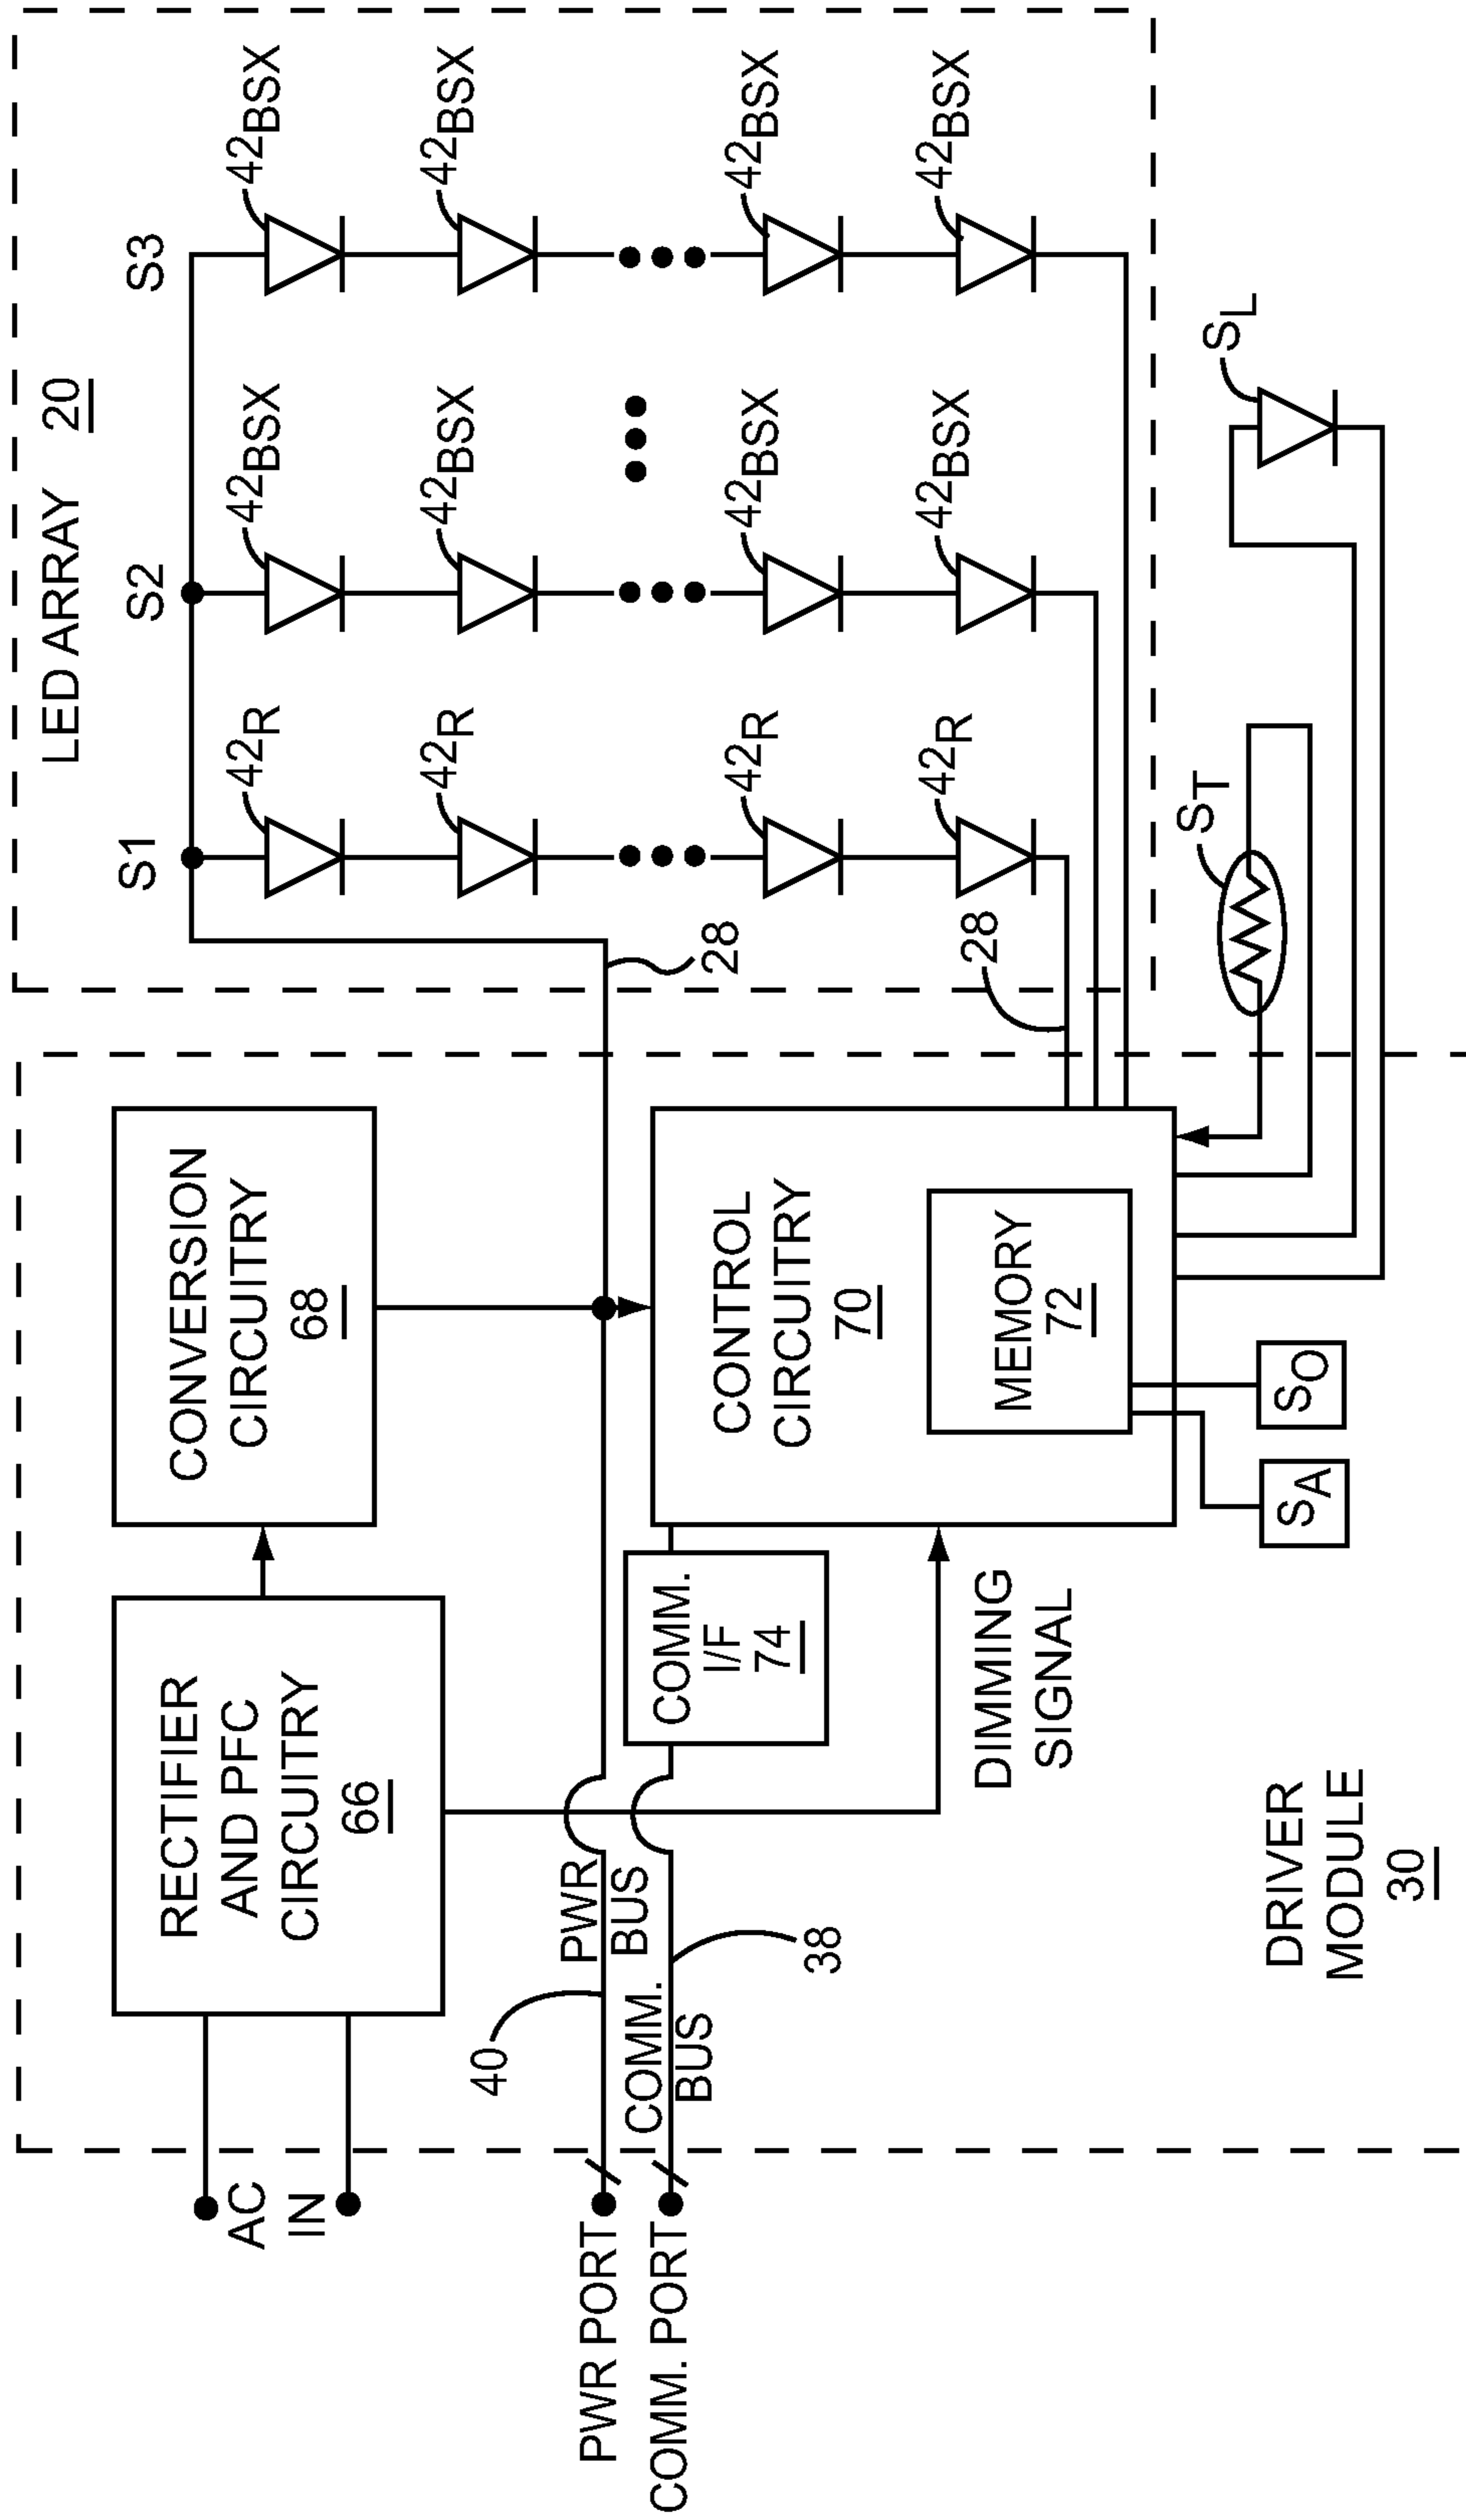 LED ARRAY 20
S1
S2
S3
42R
42BSX
42BSX
42R
42BSX
42BSX
42R
42BSX
42BSX
42R
42BSX
42BSX
28
28
ST
SL
AC
IN
RECTIFIER
AND PFC
CIRCUITRY
66
CONVERSION
CIRCUITRY
68
40
PWR
BUS
PWR PORT
COMM.
BUS
COMM. PORT
38
COMM.
I/F
74
CONTROL
CIRCUITRY
70
MEMORY
72
DIMMING
SIGNAL
SA
SO
DRIVER
MODULE
30